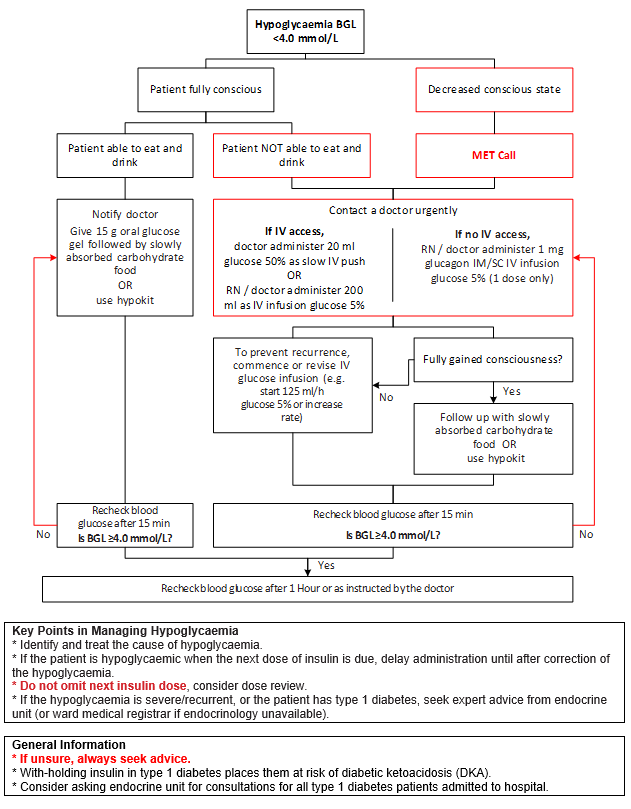 Hypoglycaemia BGL
<4.0 mmol/L
Patient fully conscious
Decreased conscious state
Patient able to eat and
drink
Patient NOT able to eat and
drink
MET Call
Notify doctor
Give 15 g oral glucose
gel followed by slowly
absorbed carbohydrate
food
OR
use hypokit
Contact a doctor urgently
If IV access,
doctor administer 20 ml
glucose 50% as slow IV push
OR
RN / doctor administer 200
ml as IV infusion glucose 5%
If no IV access,
RN / doctor administer 1 mg
glucagon IM/SC IV infusion
glucose 5% (1 dose only)
To prevent recurrence,
commence or revise IV
glucose infusion (e.g.
start 125 ml/h
glucose 5% or increase
rate)
Fully gained consciousness?
No
Yes
Follow up with slowly
absorbed carbohydrate
food OR
use hypokit
Recheck blood
glucose after 15 min
Is BGL ≥4.0 mmol/L?
No
Recheck blood glucose after 15 min
Is BGL ≥4.0 mmol/L?
No
Yes
Recheck blood glucose after 1 Hour or as instructed by the doctor
Key Points in Managing Hypoglycaemia
* Identify and treat the cause of hypoglycaemia.
* If the patient is hypoglycaemic when the next dose of insulin is due, delay administration until after correction of
the hypoglycaemia.
* Do not omit next insulin dose, consider dose review.
* If the hypoglycaemia is severe/recurrent, or the patient has type 1 diabetes, seek expert advice from endocrine
unit (or ward medical registrar if endocrinology unavailable).
General Information
* If unsure, always seek advice.
* With-holding insulin in type 1 diabetes places them at risk of diabetic ketoacidosis (DKA).
* Consider asking endocrine unit for consultations for all type 1 diabetes patients admitted to hospital.